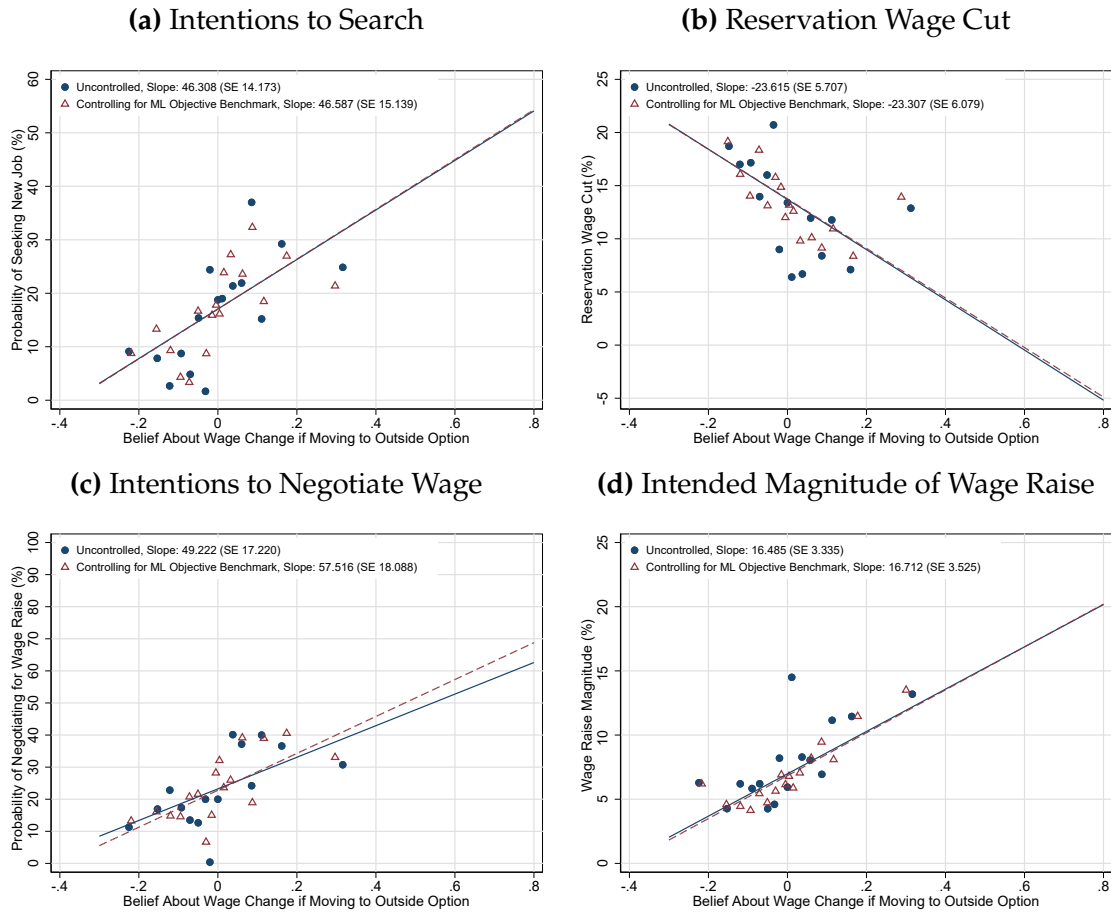 (a) Intentions to Search
Uncontrolled, Slope: 46.308 (SE 14.173)
Controlling for ML Objective Benchmark, Slope: 46.587 (SE 15.139)
Probability of Seeking New Job (%)
60
50
40
30
20
10
0
-.4 -.2 0 .2 .4 .6 .8
Belief About Wage Change if Moving to Outside Option
(b) Reservation Wage Cut
Uncontrolled, Slope: -23.615 (SE 5.707)
Controlling for ML Objective Benchmark, Slope: -23.307 (SE 6.079)
Reservation Wage Cut (%)
25
20
15
10
5
0
-5
-.4 -.2 0 .2 .4 .6 .8
Belief About Wage Change if Moving to Outside Option
(c) Intentions to Negotiate Wage
Uncontrolled, Slope: 49.222 (SE 17.220)
Controlling for ML Objective Benchmark, Slope: 57.516 (SE 18.088)
Probability of Negotiating for Wage Raise (%)
100
90
80
70
60
50
40
30
20
10
0
-.4 -.2 0 .2 .4 .6 .8
Belief About Wage Change if Moving to Outside Option
(d) Intended Magnitude of Wage Raise
Uncontrolled, Slope: 16.485 (SE 3.335)
Controlling for ML Objective Benchmark, Slope: 16.712 (SE 3.525)
Wage Raise Magnitude (%)
25
20
15
10
5
0
-.4 -.2 0 .2 .4 .6 .8
Belief About Wage Change if Moving to Outside Option